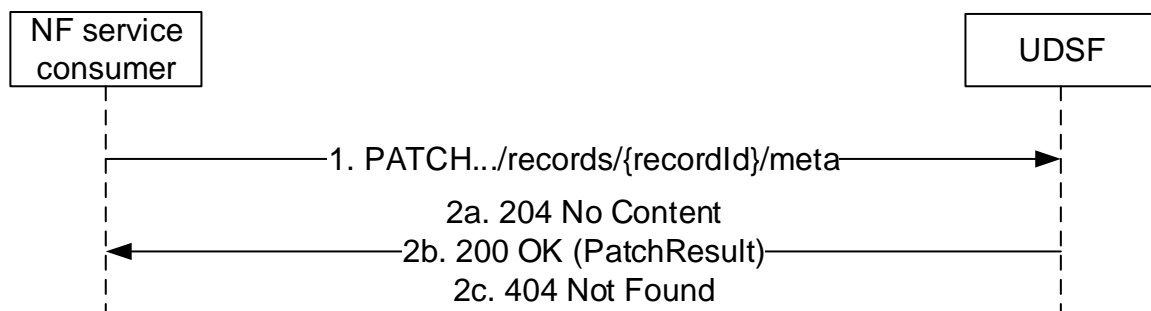 NF service
consumer
UDSF
1. PATCH.../records/{recordId}/meta
2a. 204 No Content
2b. 200 OK (PatchResult)
2c. 404 Not Found